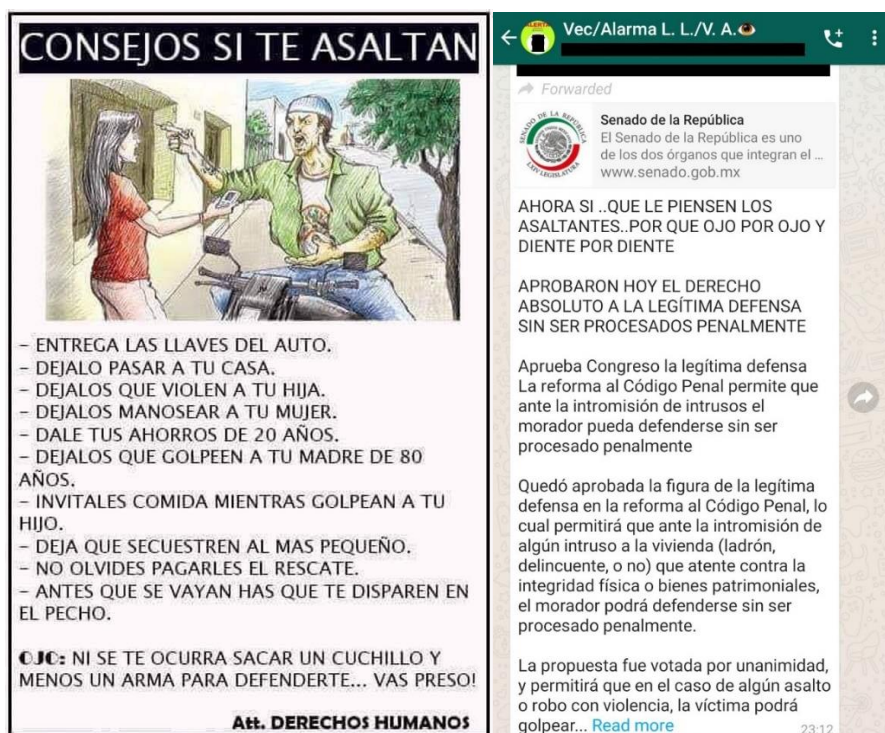 CONSEJOS SI TE ASALTAN
- ENTREGA LAS LLAVES DEL AUTO.
- DEJALO PASAR A TU CASA.
- DEJALOS QUE VIOLEN A TU HIJA.
- DEJALOS MANOSEAR A TU MUJER.
- DALE TUS AHORROS DE 20 AÑOS.
- DEJALOS QUE GOLPEEN A TU MADRE DE 80
AÑOS.
- INVITALES COMIDA MIENTRAS GOLPEAN A TU
HIJO.
- DEJA QUE SECUESTREN AL MAS PEQUEÑO.
- NO OLVIDES PAGARLES EL RESCATE.
- ANTES QUE SE VAYAN HAS QUE TE DISPAREN EN
EL PECHO.
OJO: NI SE TE OCURRA SACAR UN CUCHILLO Y
MENOS UN ARMA PARA DEFENDERTE... VAS PRESO!
Att. DERECHOS HUMANOS
Vec/Alarma L. L./V. A.
Forwarded
SENADO DE LA REPÚBLICA
LXIV LEGISLATURA
Senado de la República
El Senado de la República es uno
de los dos órganos que integran el ...
www.senado.gob.mx
AHORA SI ..QUE LE PIENSEN LOS
ASALTANTES..POR QUE OJO POR OJO Y
DIENTE POR DIENTE
APROBARON HOY EL DERECHO
ABSOLUTO A LA LEGÍTIMA DEFENSA
SIN SER PROCESADOS PENALMENTE
Aprueba Congreso la legítima defensa
La reforma al Código Penal permite que
ante la intromisión de intrusos el
morador pueda defenderse sin ser
procesado penalmente
Quedó aprobada la figura de la legítima
defensa en la reforma al Código Penal, lo
cual permitirá que ante la intromisión de
algún intruso a la vivienda (ladrón,
delincuente, o no) que atente contra la
integridad física o bienes patrimoniales,
el morador podrá defenderse sin ser
procesado penalmente.
La propuesta fue votada por unanimidad,
y permitirá que en el caso de algún asalto
o robo con violencia, la víctima podrá
golpear... Read more
23:12